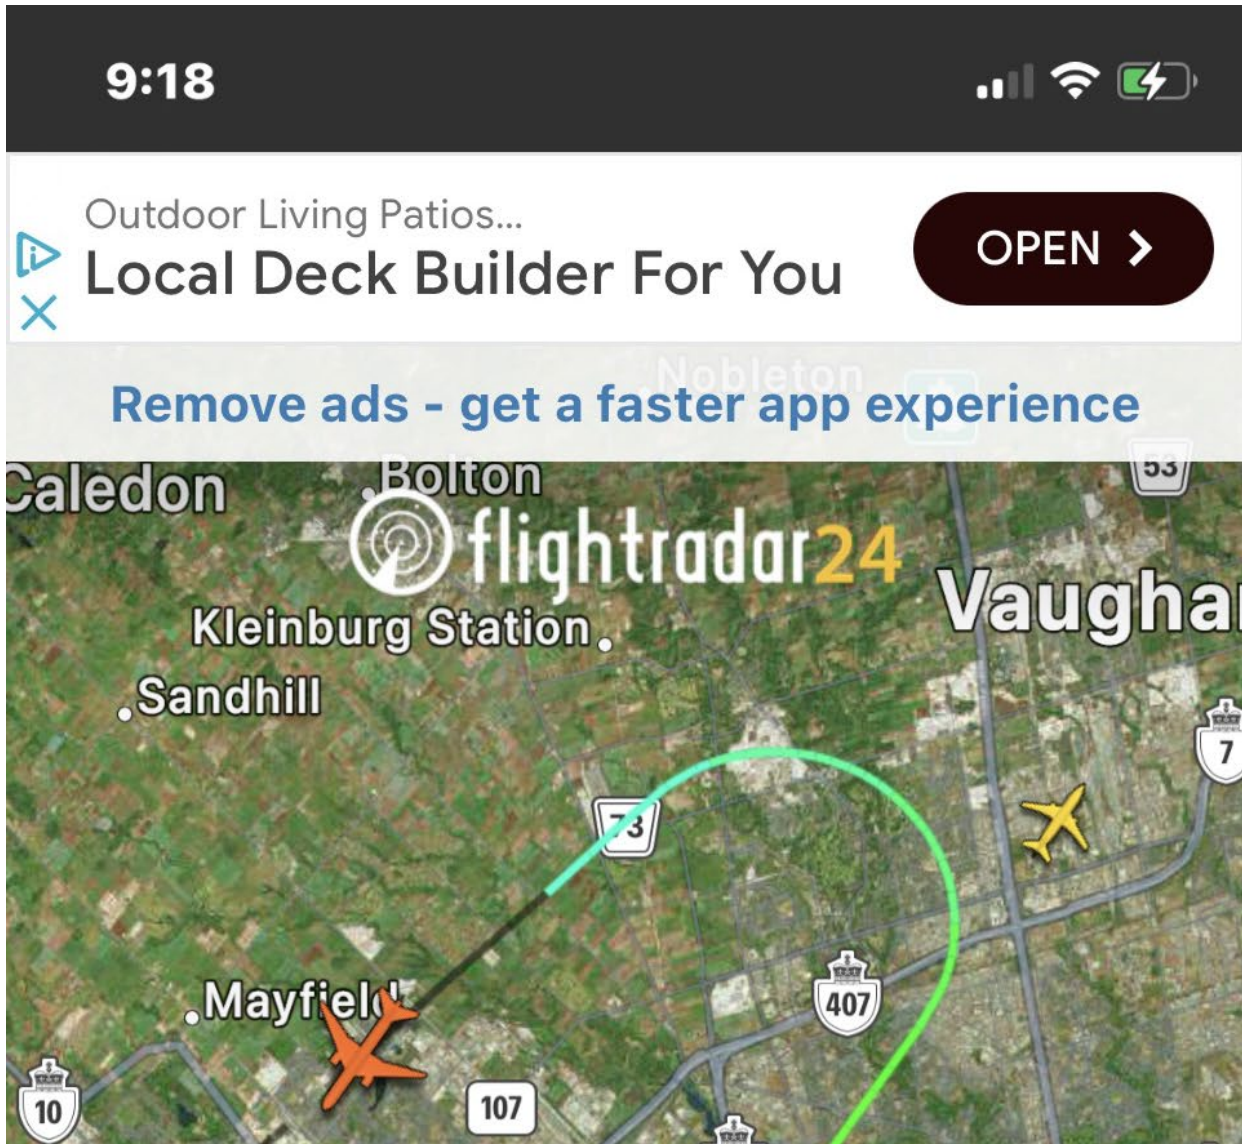 9:18
Outdoor Living Patios...
Local Deck Builder For You
OPEN
Nobleton
Remove ads - get a faster app experience
Caledon
Bolton
53
flightradar24
Vaughan
Kleinburg Station
Sandhill
7
73
Mayfield
407
10
107